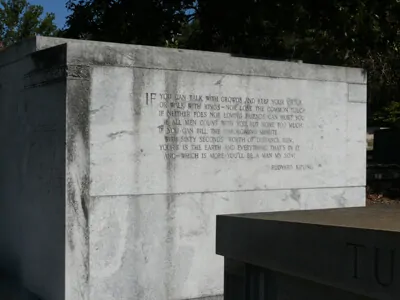 IF YOU CAN TALK WITH CROWDS AND KEEP YOUR VIRTUE,
OR WALK WITH KINGS—NOR LOSE THE COMMON TOUCH
IF NEITHER FOES NOR LOVING FRIENDS CAN HURT YOU
IF ALL MEN COUNT WITH YOU, BUT NONE TOO MUCH
IF YOU CAN FILL THE UNFORGIVING MINUTE
WITH SIXTY SECONDS' WORTH OF DISTANCE RUN,
YOURS IS THE EARTH AND EVERYTHING THAT'S IN IT
AND—WHICH IS MORE—YOU'LL BE A MAN MY SON!
RUDYARD KIPLING
TU